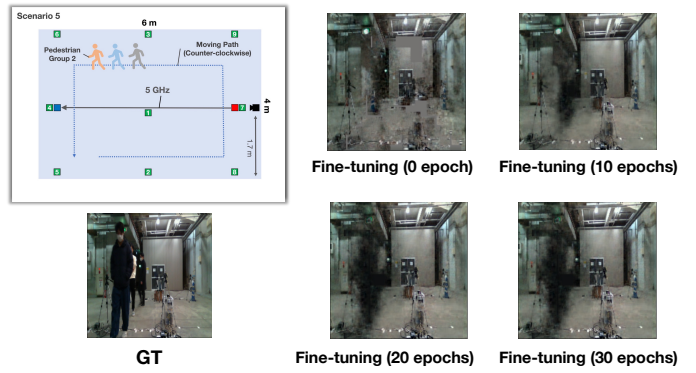 Scenario 5
6 m
6
3
9
Pedestrian
Group 2
Moving Path
(Counter-clockwise)
5 GHz
4
1
7
4 m
1.7 m
5
2
8
Fine-tuning (0 epoch)
Fine-tuning (10 epochs)
GT
Fine-tuning (20 epochs)
Fine-tuning (30 epochs)